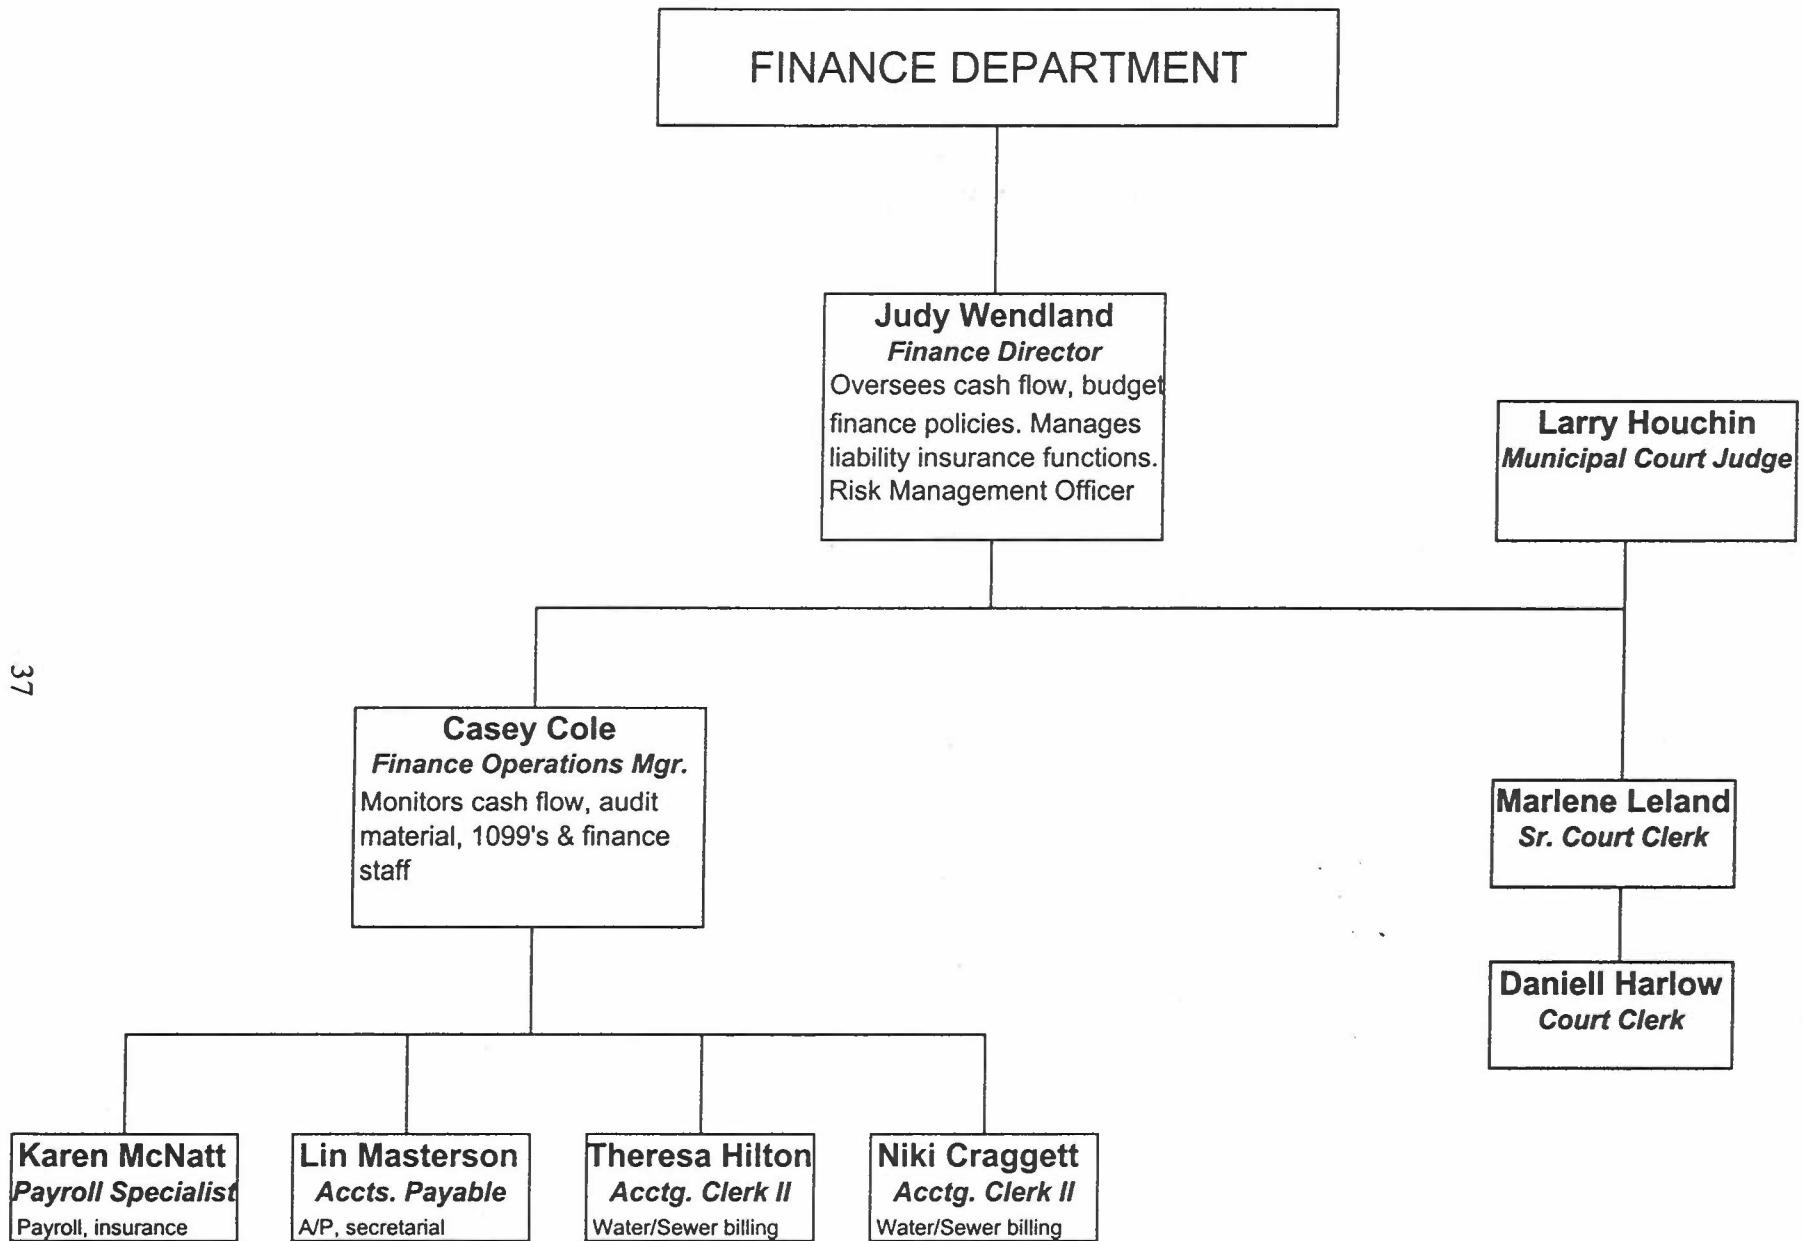 FINANCE DEPARTMENT
Judy Wendland
Finance Director
Oversees cash flow, budget
finance policies. Manages
liability insurance functions.
Risk Management Officer
Larry Houchin
Municipal Court Judge
37
Casey Cole
Finance Operations Mgr.
Monitors cash flow, audit
material, 1099's & finance
staff
Marlene Leland
Sr. Court Clerk
Daniell Harlow
Court Clerk
Karen McNatt
Payroll Specialist
Payroll, insurance
Lin Masterson
Accts. Payable
A/P, secretarial
Theresa Hilton
Acctg. Clerk II
Water/Sewer billing
Niki Craggett
Acctg. Clerk II
Water/Sewer billing